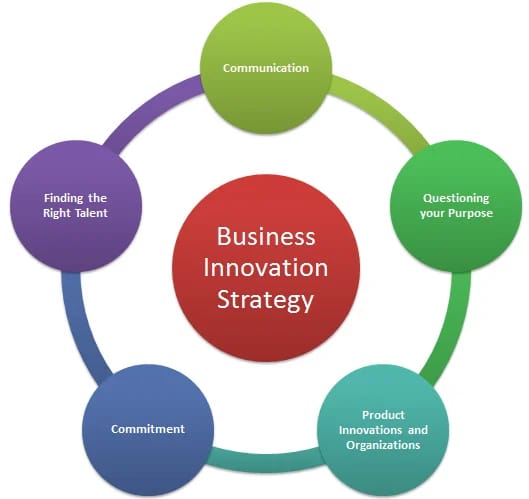 Communication
Questioning
your Purpose
Product
Innovations and
Organizations
Commitment
Finding the
Right Talent
Business
Innovation
Strategy